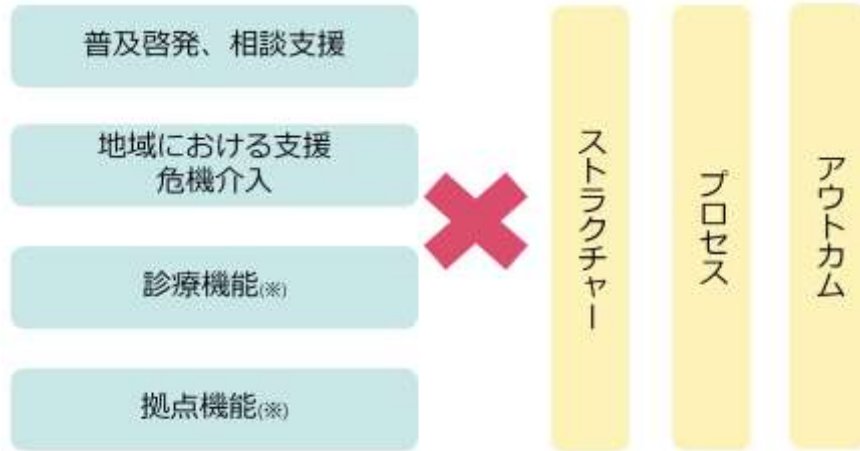 普及啓発、相談支援
地域における支援
危機介入
診療機能(※)
拠点機能(※)
ストラクチャー
プロセス
アウトカム